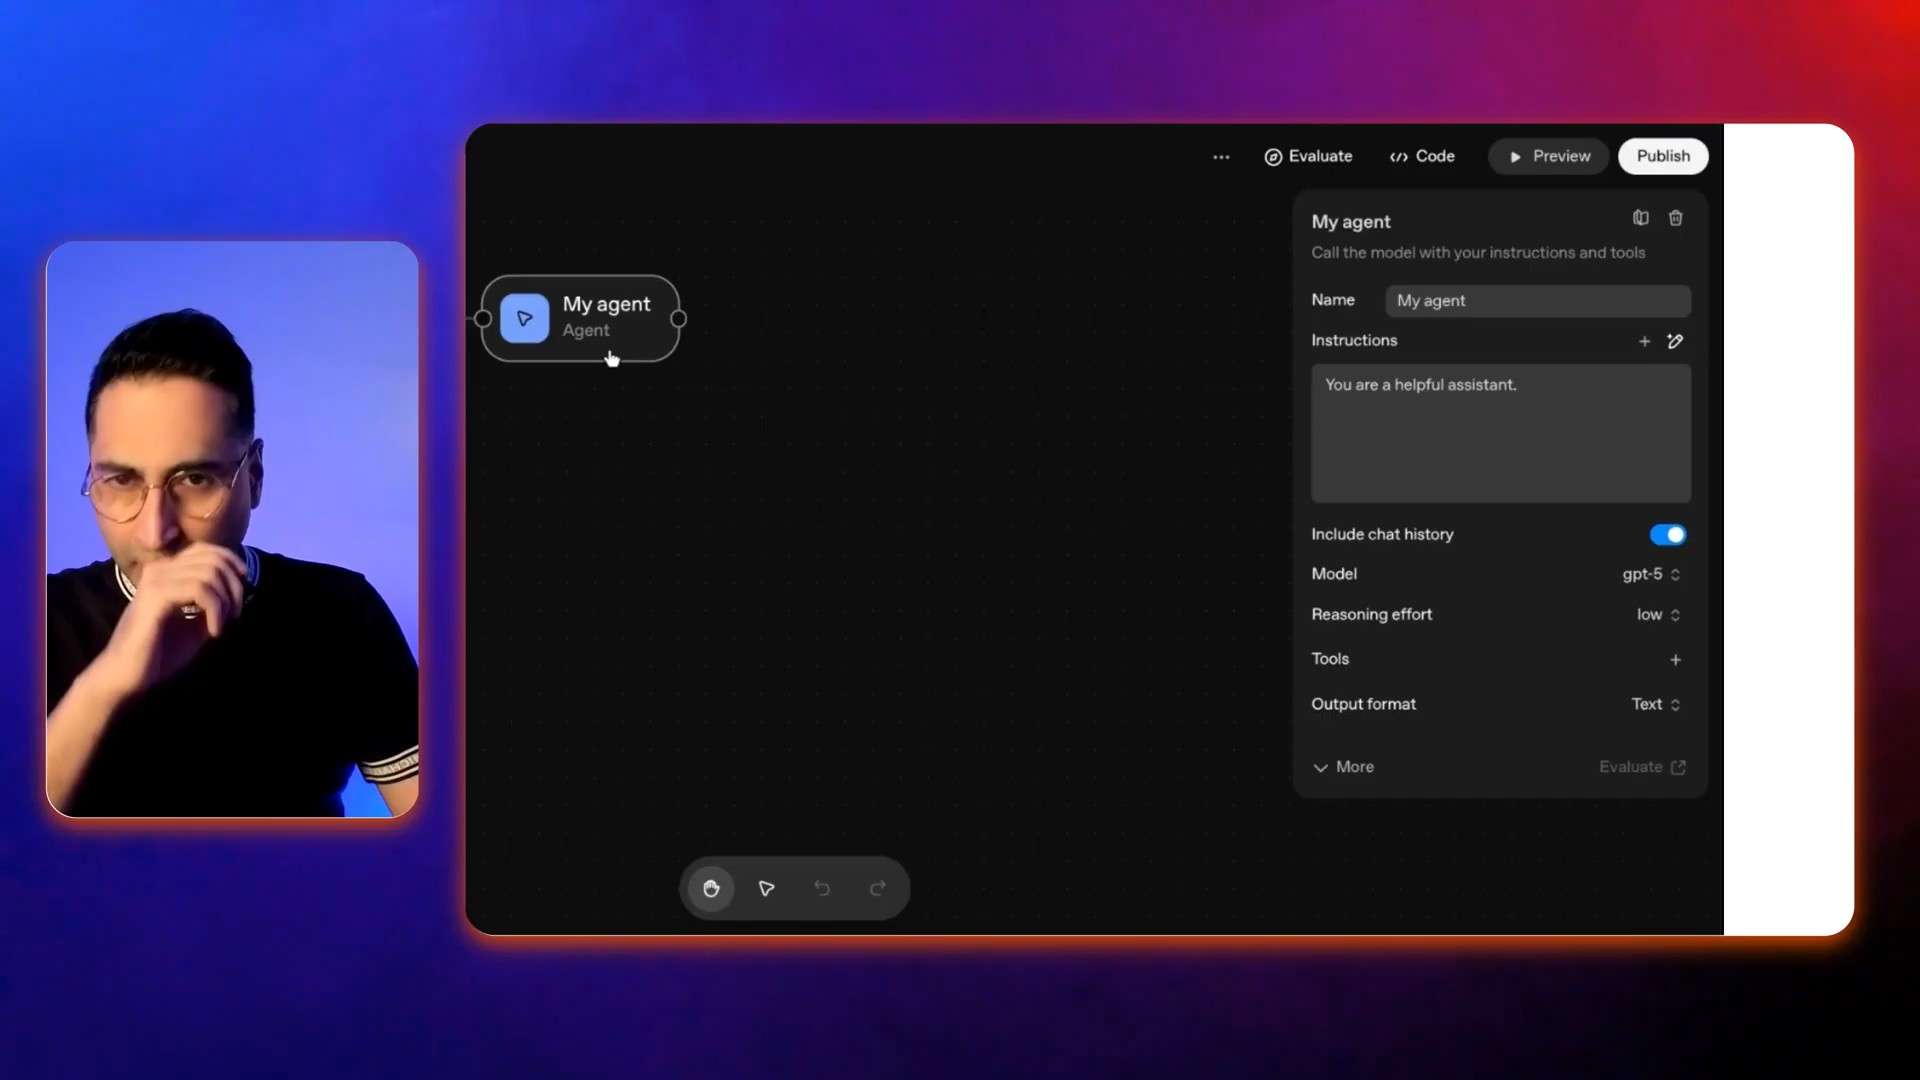 Evaluate
Code
Preview
Publish
My agent
Agent
My agent
Call the model with your instructions and tools
Name
My agent
Instructions
You are a helpful assistant.
Include chat history
Model
gpt-5
Reasoning effort
low
Tools
Output format
Text
More
Evaluate